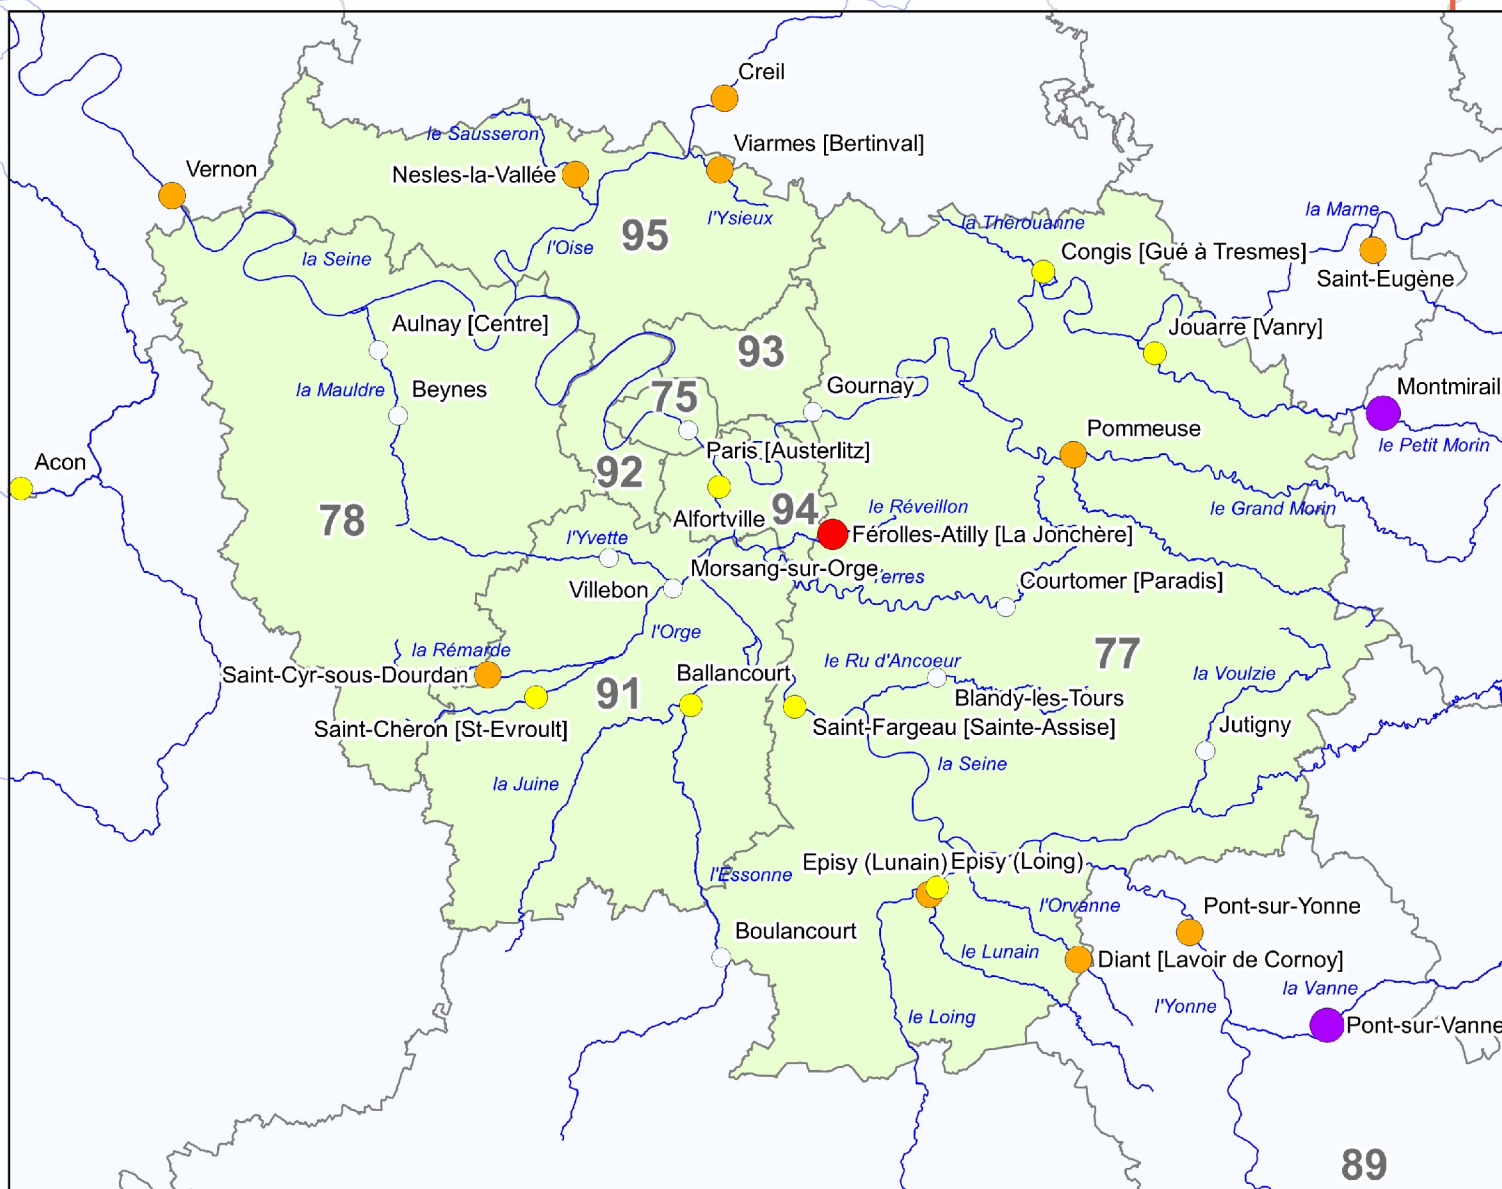 Creil
le Sausseron
Viarmes [Bertinval]
Vernon
Nesles-la-Vallée
l'Ysieux
la Marne
la Thérouanne
95
l'Oise
la Seine
Congis [Gué à Tresmes]
Saint-Eugène
Aulnay [Centre]
Jouarre [Vanry]
93
la Mauldre
Beynes
75
Gournay
Montmirail
Pommeuse
le Petit Morin
Paris [Austerlitz]
Acon
92
94
le Réveillon
le Grand Morin
78
Alfortville
l'Yvette
Férolles-Atilly [La Jonchère]
Morsang-sur-Orge
Yerres
Courtomer [Paradis]
Villebon
l'Orge
la Rémarde
77
le Ru d'Ancoeur
la Voulzie
Saint-Cyr-sous-Dourdan
Ballancourt
91
Blandy-les-Tours
Saint-Cheron [St-Evroult]
Saint-Fargeau [Sainte-Assise]
Jutigny
la Juine
la Seine
Episy (Lunain)
Episy (Loing)
l'Essonne
l'Orvanne
Pont-sur-Yonne
Boulancourt
le Lunain
Diant [Lavoir de Cornoy]
la Vanne
l'Yonne
le Loing
Pont-sur-Vanne
89